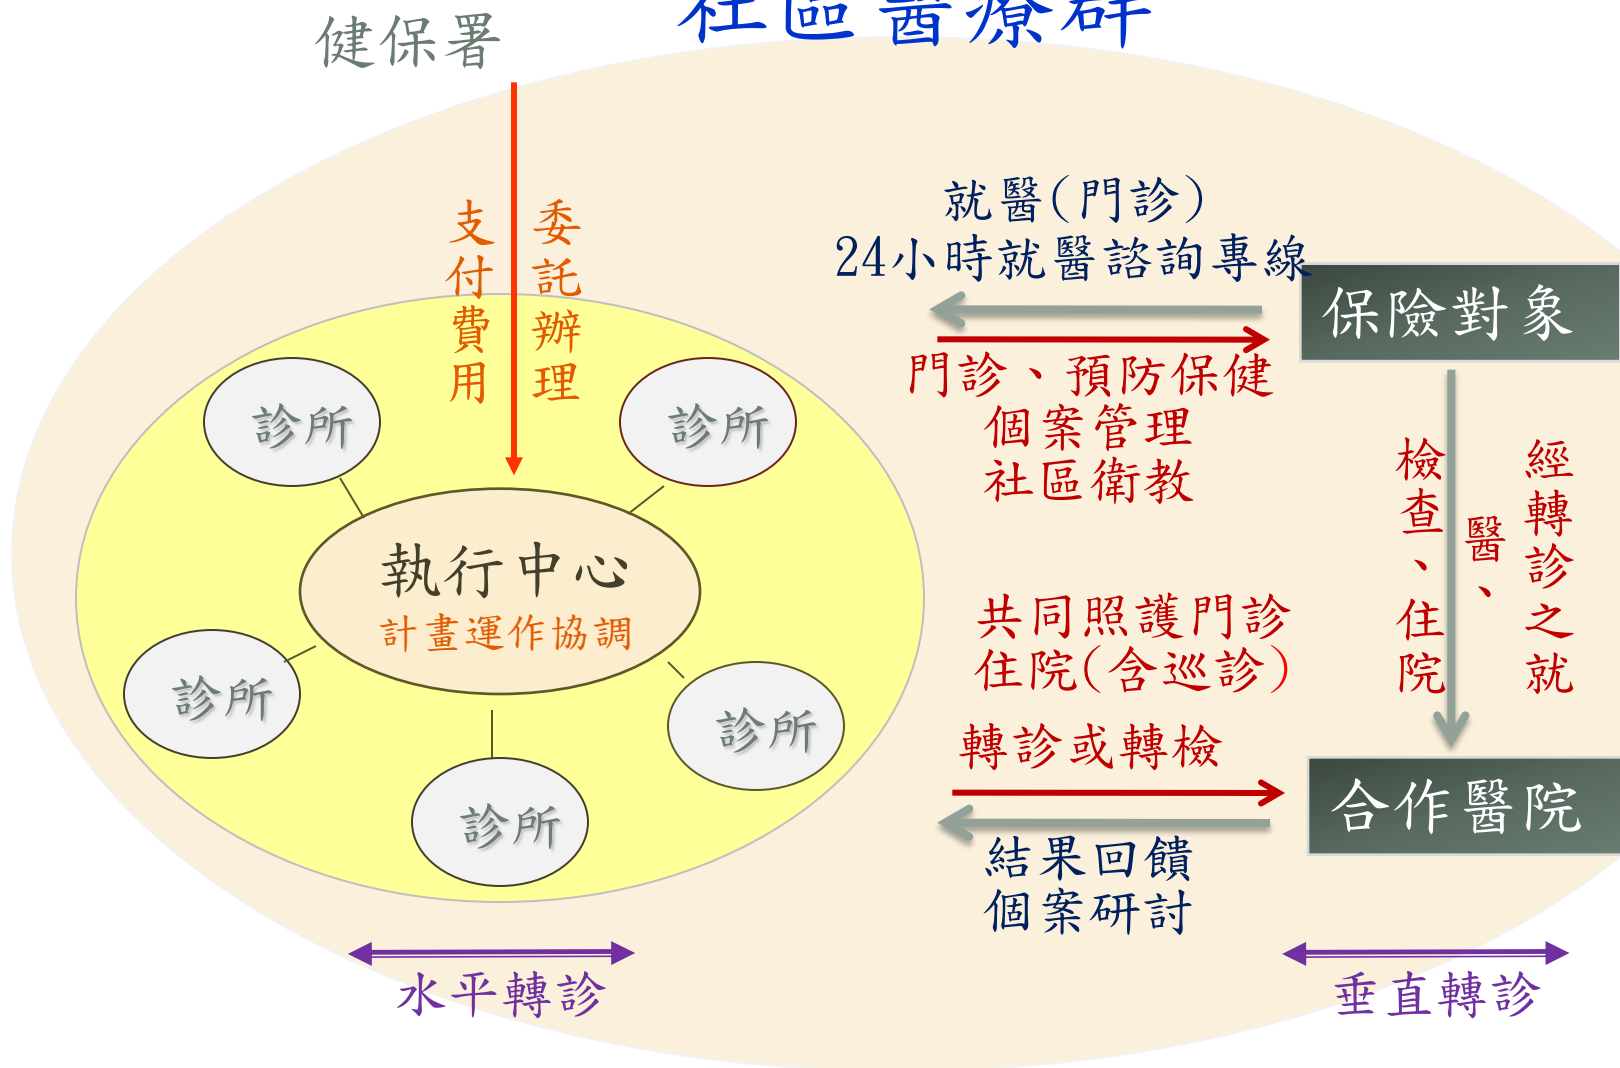 社區醫療群
健保署
支付費用
委託辦理
就醫(門診)
24小時就醫諮詢專線
保險對象
門診、預防保健
個案管理
社區衛教
診所
診所
執行中心
計畫運作協調
診所
診所
診所
經轉診之就
醫、
檢查、住院
共同照護門診
住院(含巡診)
轉診或轉檢
合作醫院
結果回饋
個案研討
水平轉診
垂直轉診